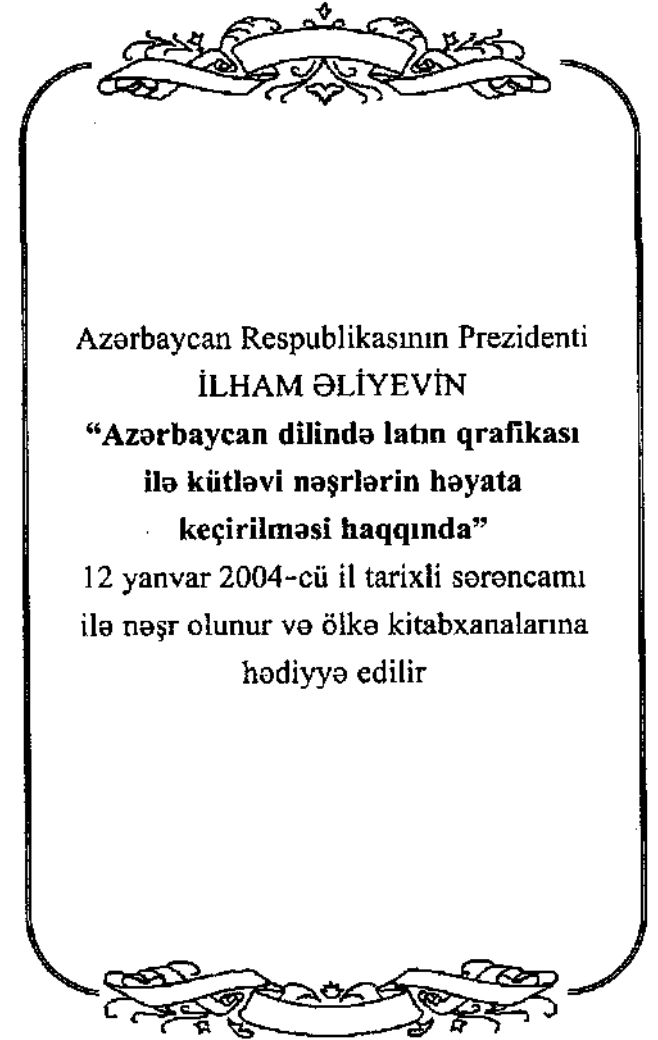 Azərbaycan Respublikasının Prezidenti
İLHAM ƏLİYEVİN
“Azərbaycan dilində latın qrafikası
ilə kütləvi nəşrlərin həyata
keçirilməsi haqqında”
12 yanvar 2004-cü il tarixli sərəncamı
ilə nəşr olunur və ölkə kitabxanalarına
hədiyyə edilir